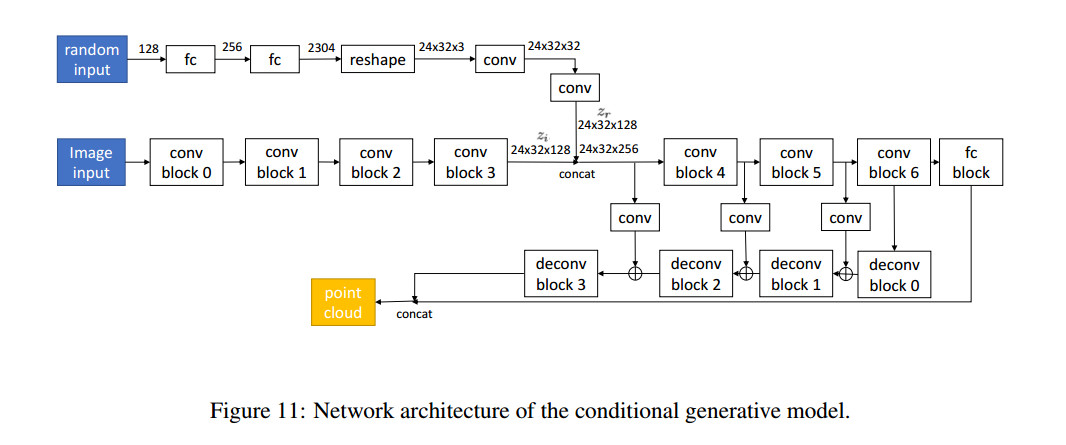 random
input
128
fc
256
fc
2304
reshape
24x32x3
conv
24x32x32
conv
z_r
24x32x128
Image
input
conv
block 0
conv
block 1
conv
block 2
conv
block 3
z_i
24x32x128
24x32x256
concat
conv
block 4
conv
block 5
conv
block 6
fc
block
conv
conv
conv
deconv
block 3
deconv
block 2
deconv
block 1
deconv
block 0
point
cloud
concat
Figure 11: Network architecture of the conditional generative model.